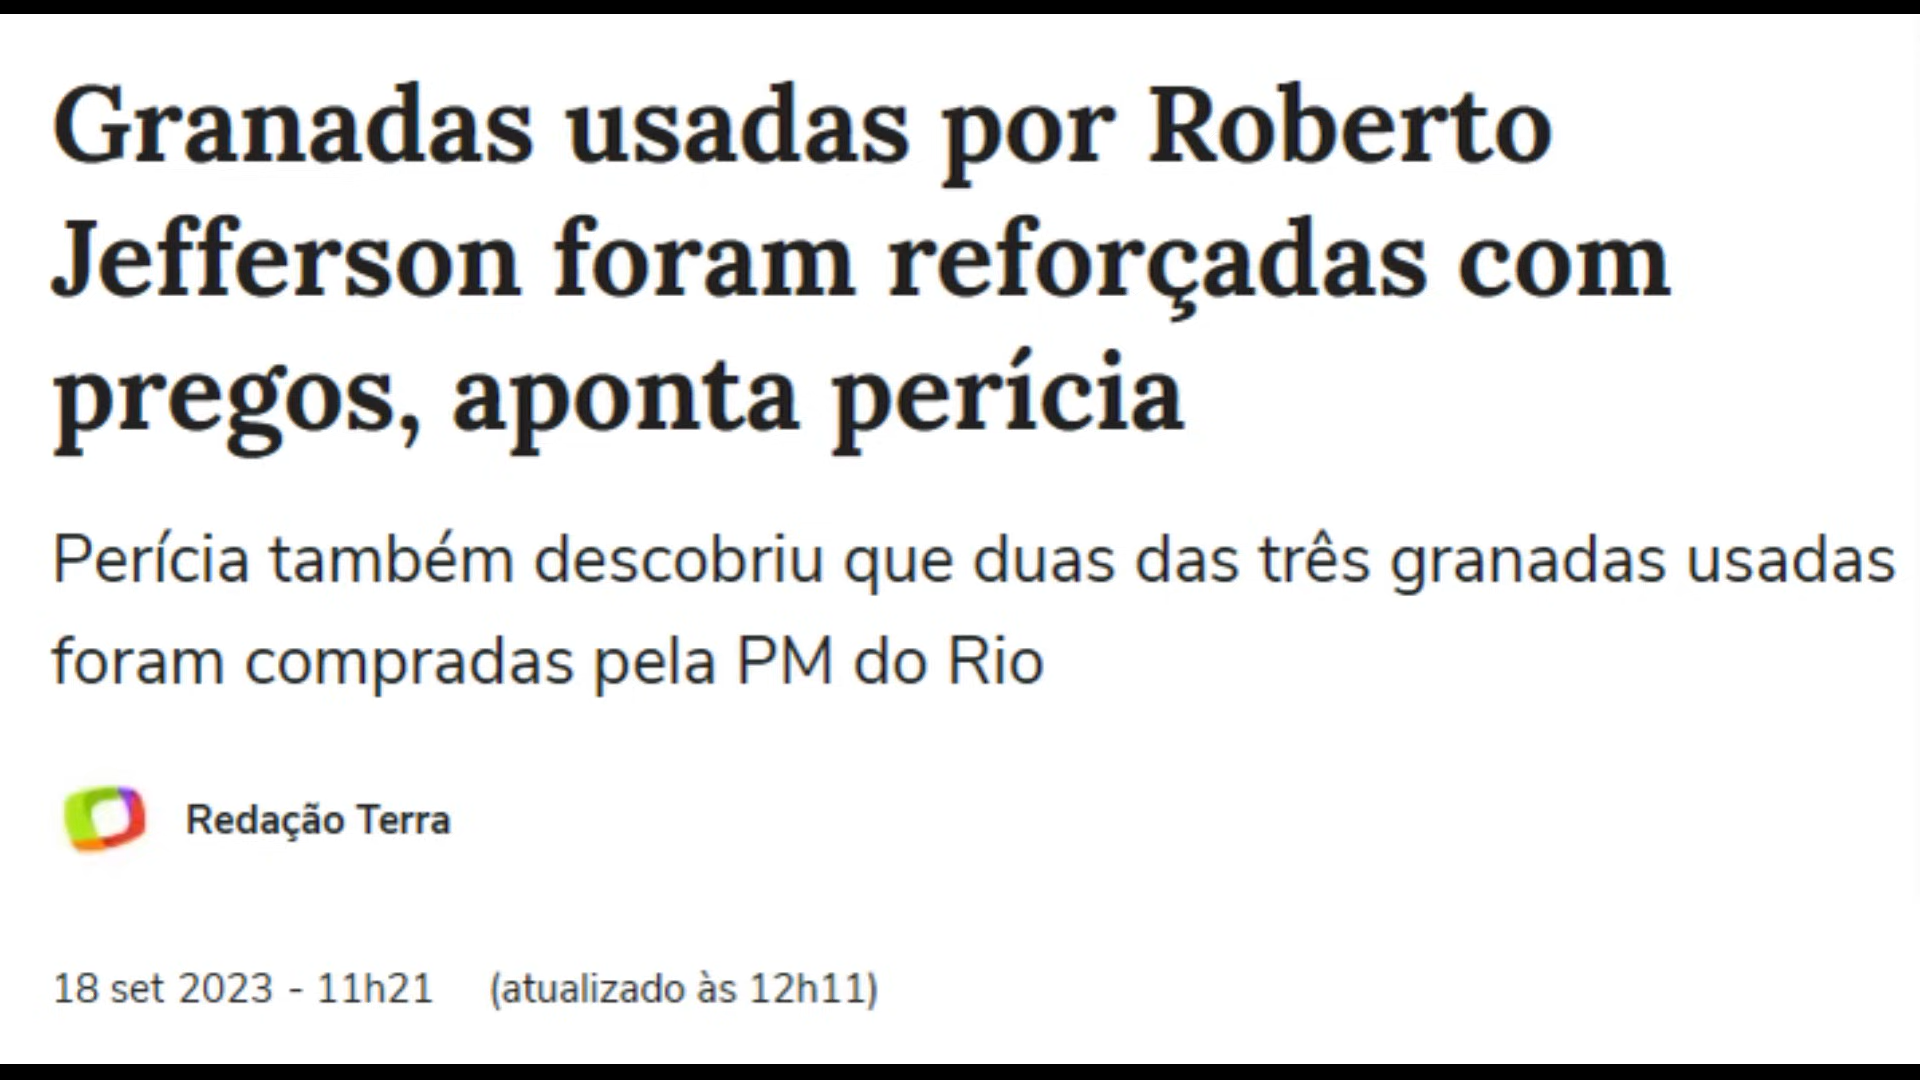 Granadas usadas por Roberto
Jefferson foram reforçadas com
pregos, aponta perícia
Perícia também descobriu que duas das três granadas usadas
foram compradas pela PM do Rio
Redação Terra
18 set 2023 - 11h21 (atualizado às 12h11)